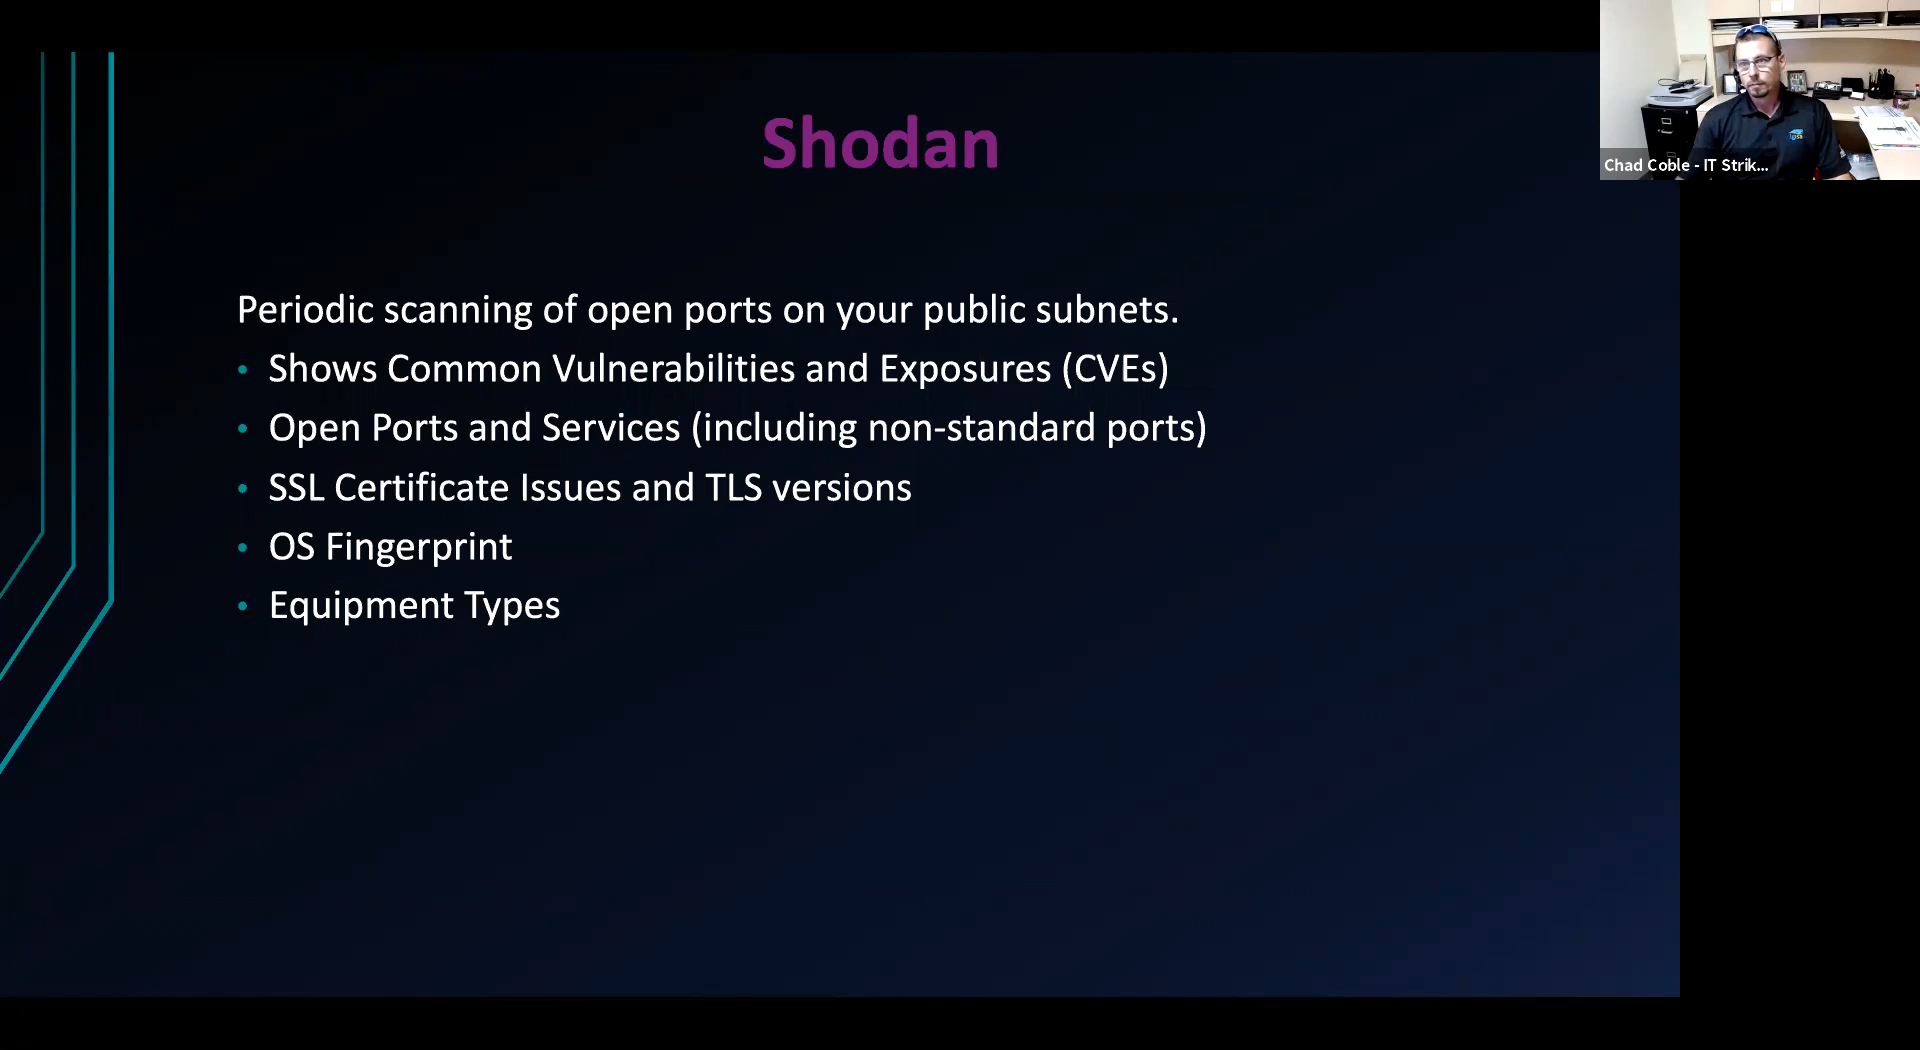 Shodan
Periodic scanning of open ports on your public subnets.
• Shows Common Vulnerabilities and Exposures (CVEs)
• Open Ports and Services (including non-standard ports)
• SSL Certificate Issues and TLS versions
• OS Fingerprint
• Equipment Types
Chad Coble - IT Strik...